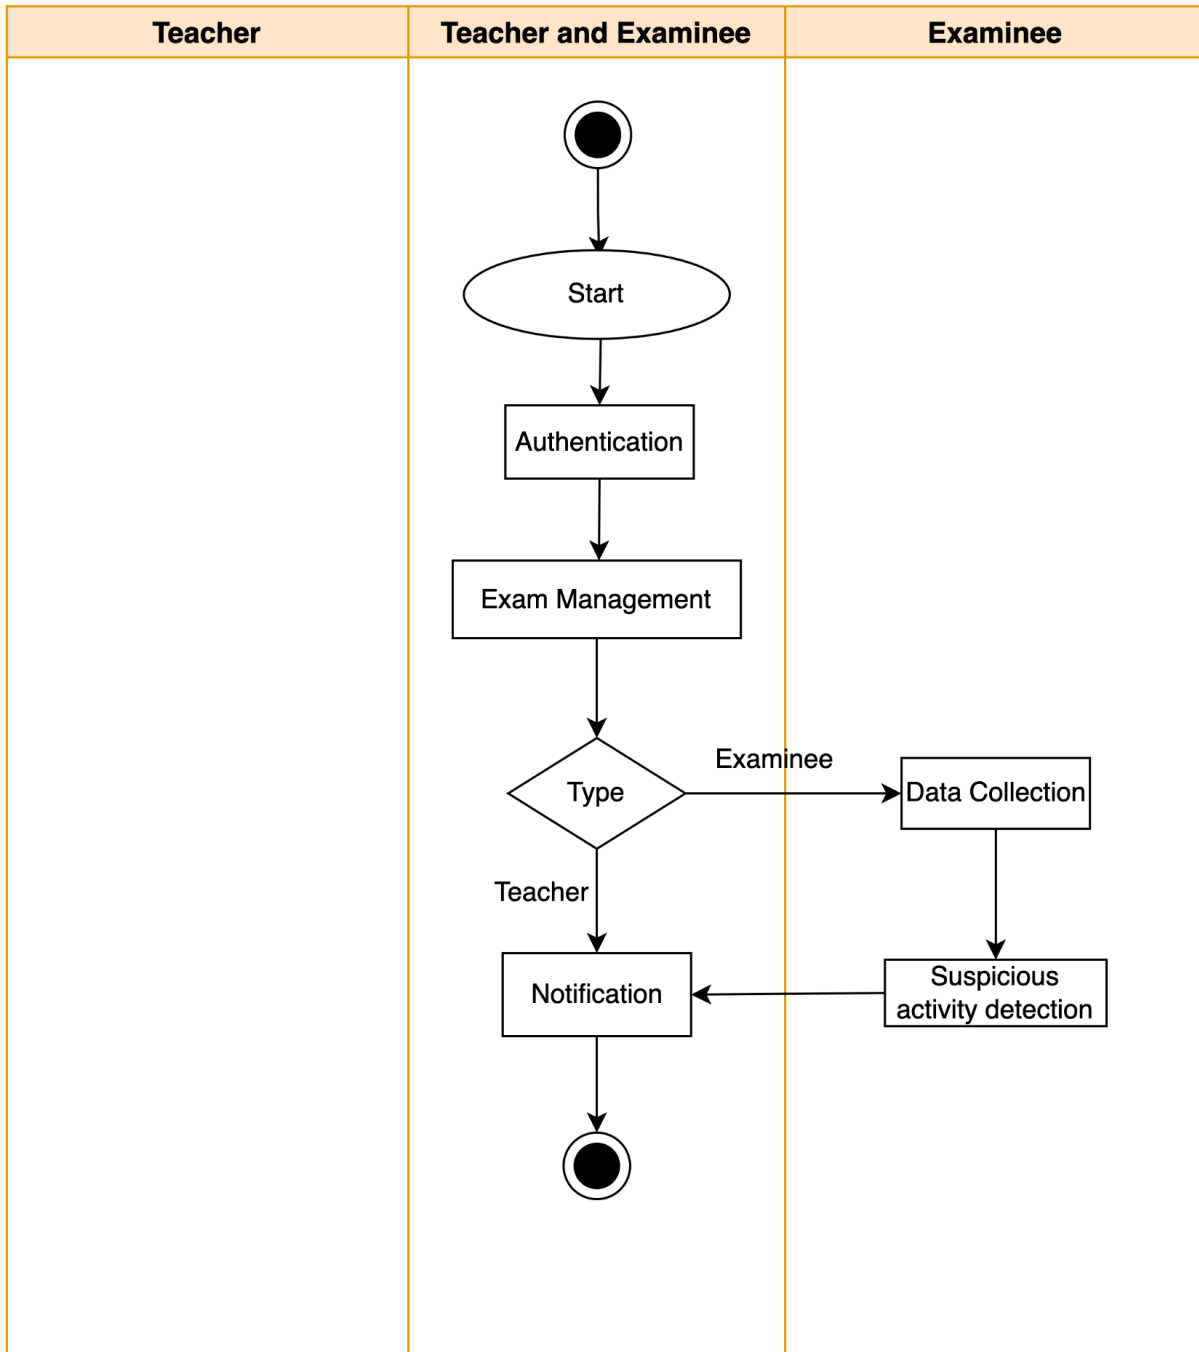 Teacher
Teacher and Examinee
Examinee
Start
Authentication
Exam Management
Examinee
Type
Data Collection
Teacher
Notification
Suspicious
activity detection